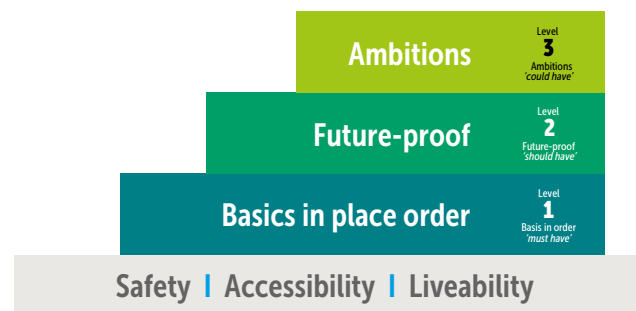 Ambitions
Level
3
Ambitions
'could have'
Future-proof
Level
2
Future-proof
'should have'
Basics in place order
Level
1
Basis in order
'must have'
Safety | Accessibility | Liveability